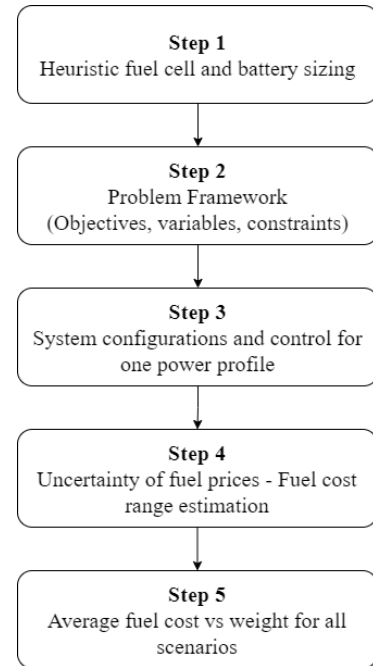 Step 1
Heuristic fuel cell and battery sizing
Step 2
Problem Framework
(Objectives, variables, constraints)
Step 3
System configurations and control for
one power profile
Step 4
Uncertainty of fuel prices - Fuel cost
range estimation
Step 5
Average fuel cost vs weight for all
scenarios